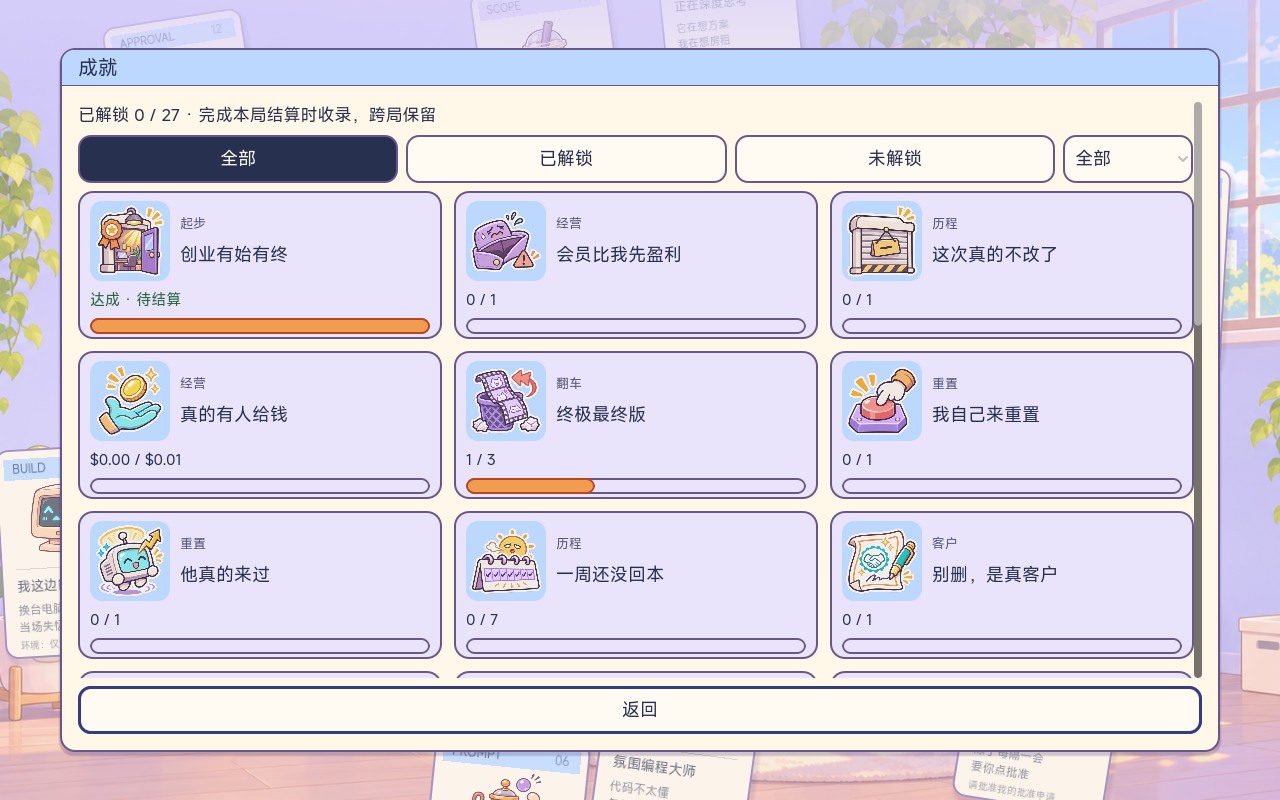 APPROVAL 12
SCOPE
正在深度思考
它在想方案
我在想房租
成就
已解锁 0 / 27 · 完成本局结算时收录，跨局保留
全部
已解锁
未解锁
全部
起步
创业有始有终
达成 · 待结算
经营
会员比我先盈利
0 / 1
历程
这次真的不改了
0 / 1
经营
真的有人给钱
$0.00 / $0.01
翻车
终极最终版
1 / 3
重置
我自己来重置
0 / 1
重置
他真的来过
0 / 1
历程
一周还没回本
0 / 7
客户
别删，是真客户
0 / 1
BUILD
我这边
换台电脑
当场失忆
环境：仅
返回
PROMPT 06
氛围编程大师
代码不太懂
要你点批准
请批准我的批准申请